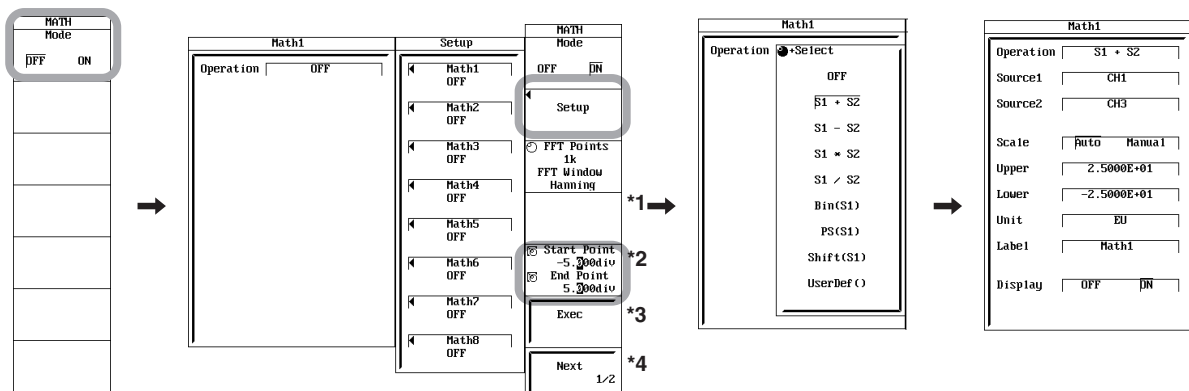 MATH
Mode
OFF ON
Math1
Operation OFF
Setup
Math1
OFF
Math2
OFF
Math3
OFF
Math4
OFF
Math5
OFF
Math6
OFF
Math7
OFF
Math8
OFF
MATH
Mode
OFF ON
Setup
FFT Points
1k
FFT Window
Hanning
*1
Start Point
-5.000div
*2
End Point
5.000div
Exec
*3
Next
1/2
*4
Math1
Operation +Select
OFF
S1 + S2
S1 - S2
S1 * S2
S1 / S2
Bin(S1)
PS(S1)
Shift(S1)
UserDef()
Math1
Operation S1 + S2
Source1 CH1
Source2 CH3
Scale Auto Manual
Upper 2.5000E+01
Lower -2.5000E+01
Unit EU
Label Math1
Display OFF ON